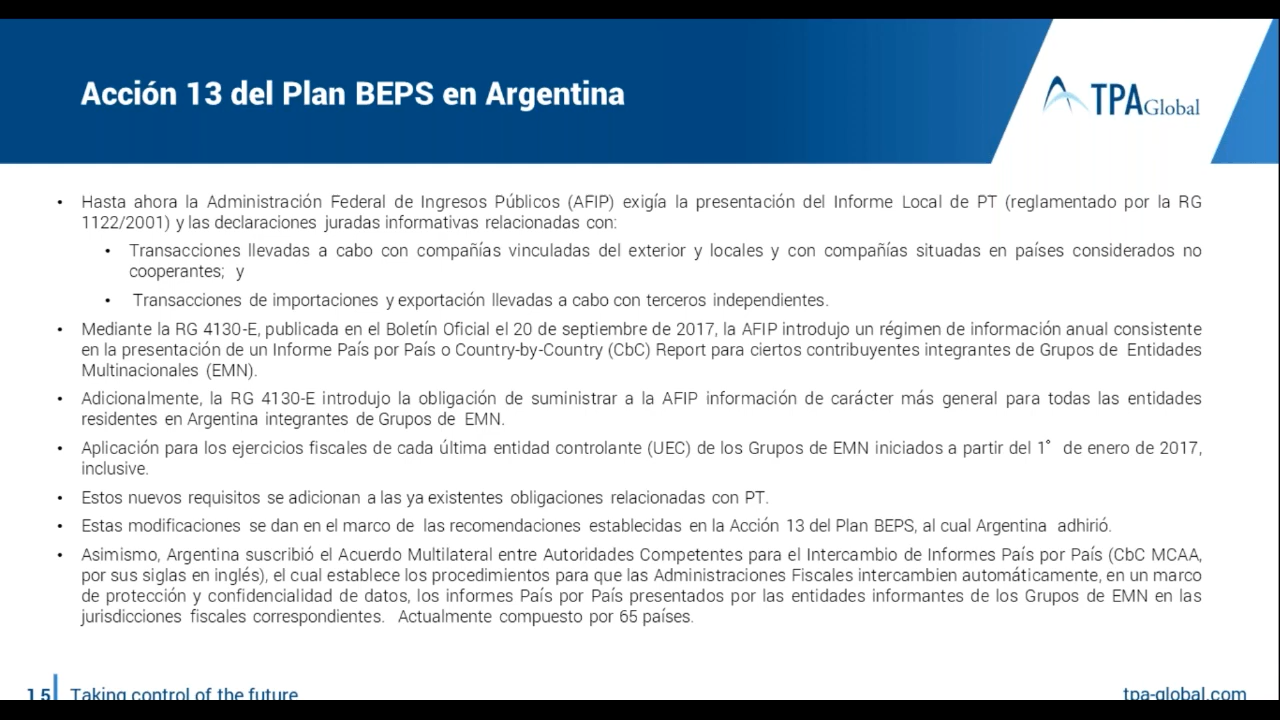 Acción 13 del Plan BEPS en Argentina
TPA Global
• Hasta ahora la Administración Federal de Ingresos Públicos (AFIP) exigía la presentación del Informe Local de PT (reglamentado por la RG
1122/2001) y las declaraciones juradas informativas relacionadas con:
• Transacciones llevadas a cabo con compañías vinculadas del exterior y locales y con compañías situadas en países considerados no
cooperantes; y
• Transacciones de importaciones y exportación llevadas a cabo con terceros independientes.
• Mediante la RG 4130-E, publicada en el Boletín Oficial el 20 de septiembre de 2017, la AFIP introdujo un régimen de información anual consistente
en la presentación de un Informe País por País o Country-by-Country (CbC) Report para ciertos contribuyentes integrantes de Grupos de Entidades
Multinacionales (EMN).
• Adicionalmente, la RG 4130-E introdujo la obligación de suministrar a la AFIP información de carácter más general para todas las entidades
residentes en Argentina integrantes de Grupos de EMN.
• Aplicación para los ejercicios fiscales de cada última entidad controlante (UEC) de los Grupos de EMN iniciados a partir del 1° de enero de 2017,
inclusive.
• Estos nuevos requisitos se adicionan a las ya existentes obligaciones relacionadas con PT.
• Estas modificaciones se dan en el marco de las recomendaciones establecidas en la Acción 13 del Plan BEPS, al cual Argentina adhirió.
• Asimismo, Argentina suscribió el Acuerdo Multilateral entre Autoridades Competentes para el Intercambio de Informes País por País (CbC MCAA,
por sus siglas en inglés), el cual establece los procedimientos para que las Administraciones Fiscales intercambien automáticamente, en un marco
de protección y confidencialidad de datos, los informes País por País presentados por las entidades informantes de los Grupos de EMN en las
jurisdicciones fiscales correspondientes. Actualmente compuesto por 65 países.
15 Taking control of the future
tpa-global.com